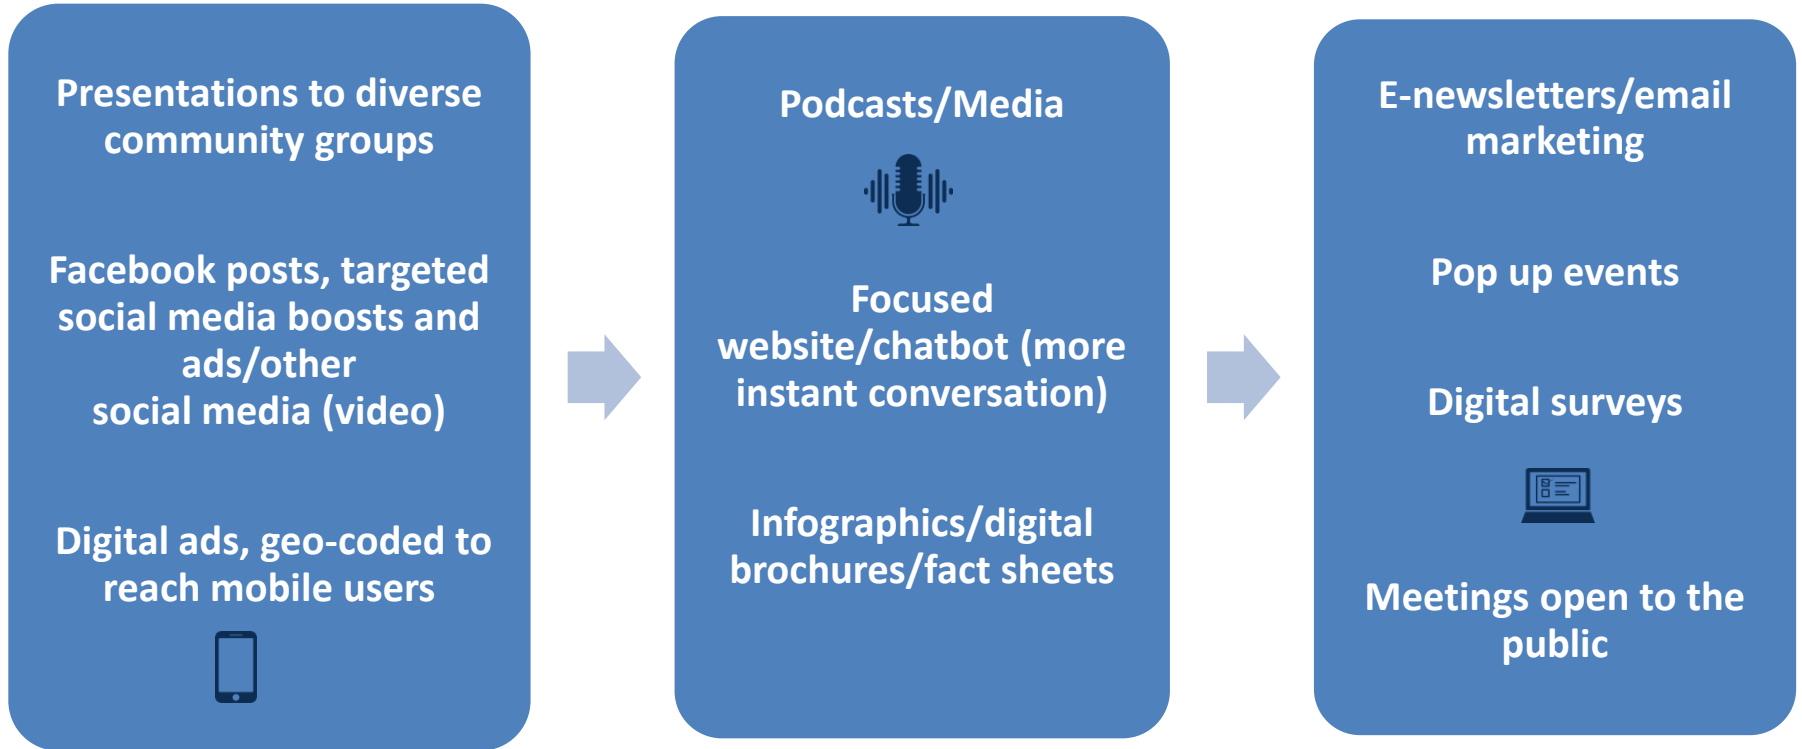 Presentations to diverse
community groups
Facebook posts, targeted
social media boosts and
ads/other
social media (video)
Digital ads, geo-coded to
reach mobile users
Podcasts/Media
Focused
website/chatbot (more
instant conversation)
Infographics/digital
brochures/fact sheets
E-newsletters/email
marketing
Pop up events
Digital surveys
Meetings open to the
public